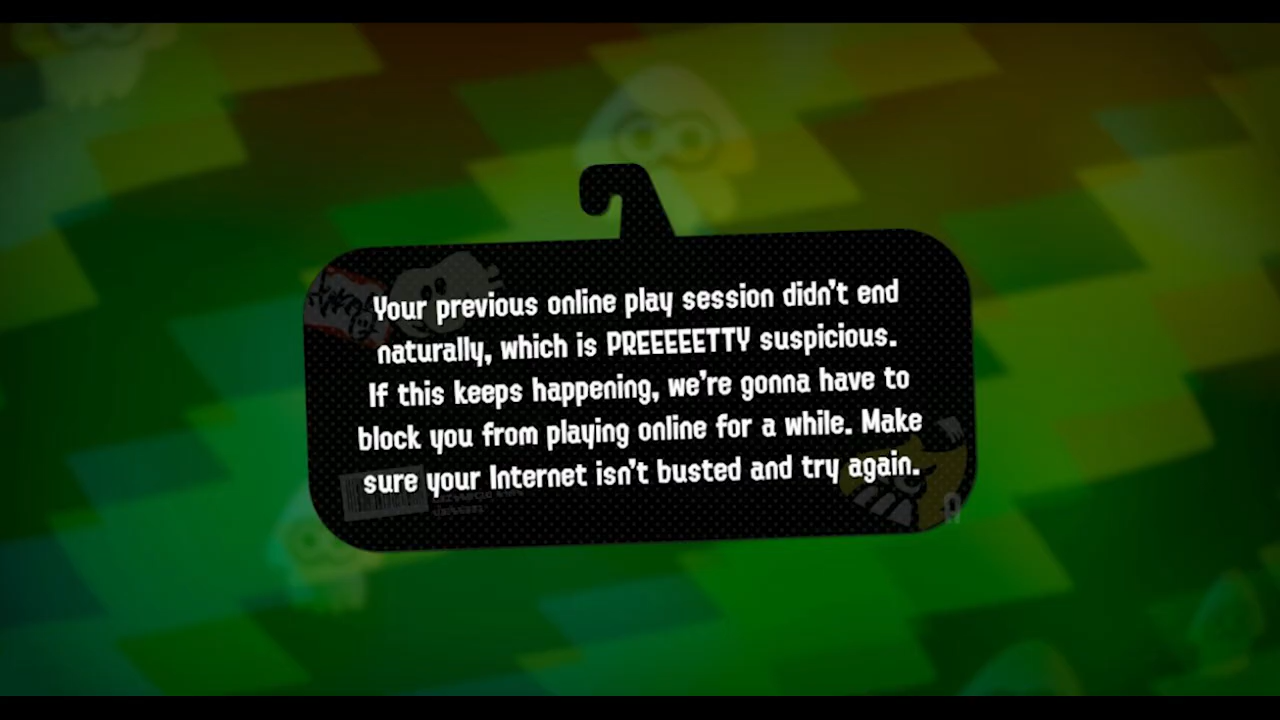 Your previous online play session didn't end
naturally, which is PREEEEETTY suspicious.
If this keeps happening, we're gonna have to
block you from playing online for a while. Make
sure your Internet isn't busted and try again.